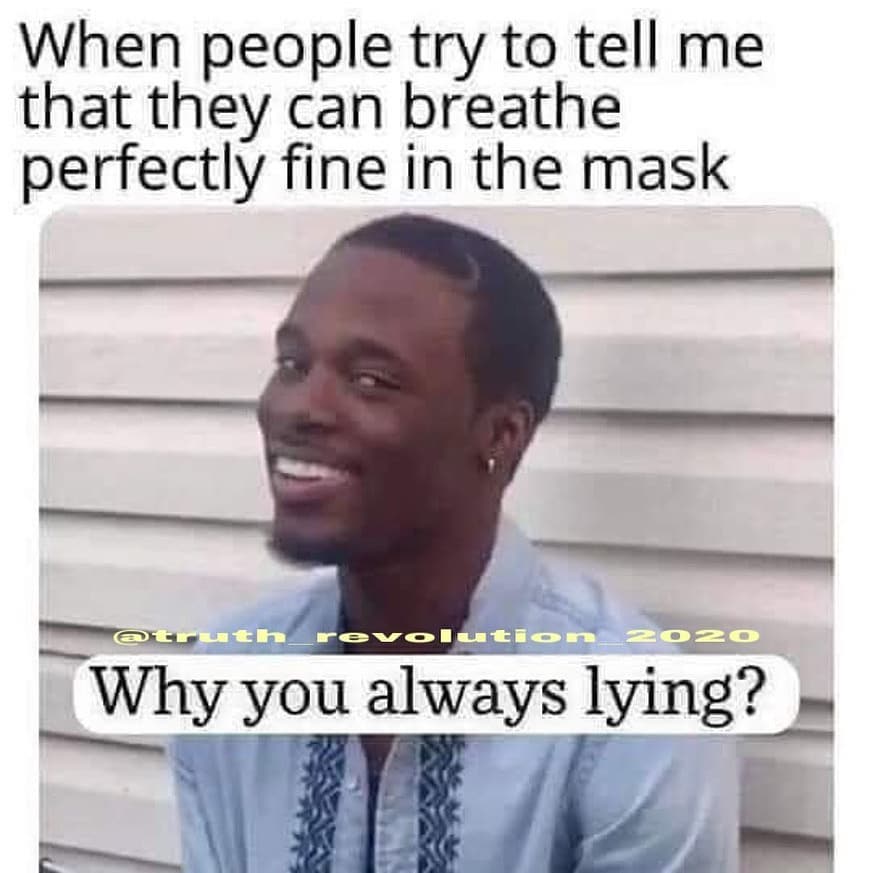 When people try to tell me
that they can breathe
perfectly fine in the mask
@truth_revolution_2020
Why you always lying?